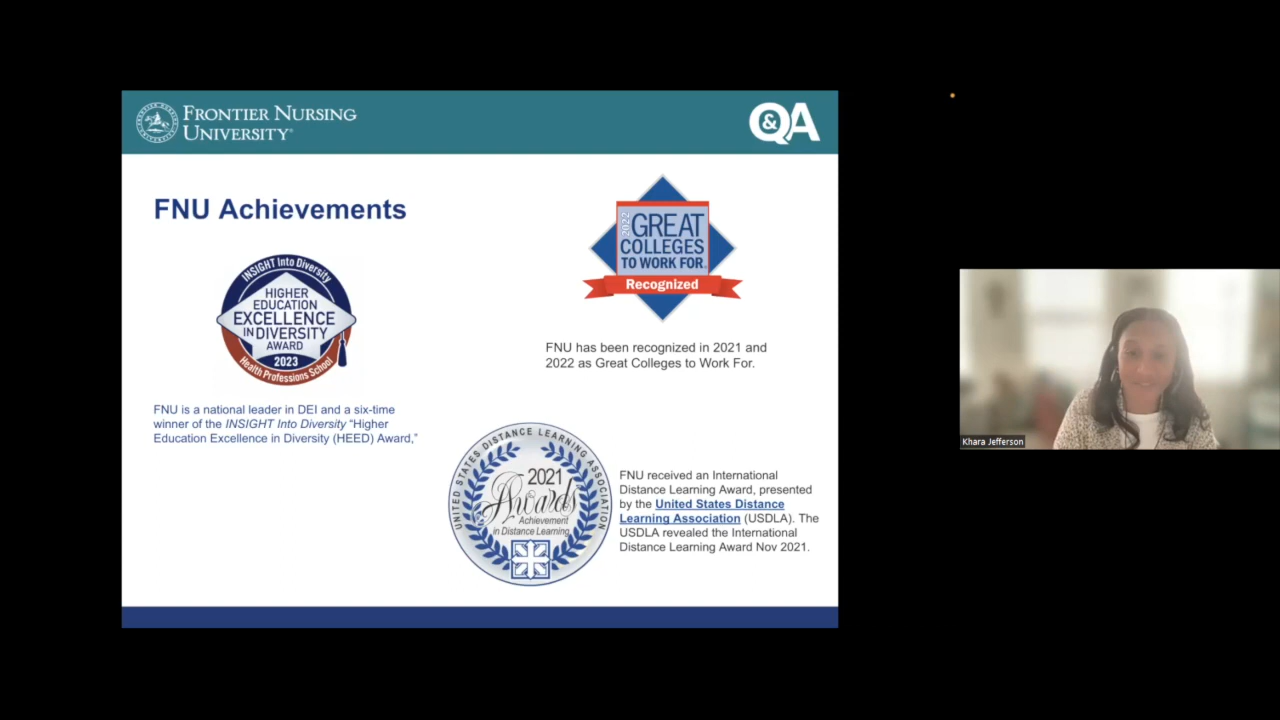 FRONTIER NURSING
UNIVERSITY
Q&A
FNU Achievements
INSIGHT Into Diversity
HIGHER
EDUCATION
EXCELLENCE
IN DIVERSITY
AWARD
2023
Health Professions School
FNU is a national leader in DEI and a six-time
winner of the INSIGHT Into Diversity “Higher
Education Excellence in Diversity (HEED) Award,”
2022
GREAT
COLLEGES
TO WORK FOR
Recognized
FNU has been recognized in 2021 and
2022 as Great Colleges to Work For.
UNITED STATES DISTANCE LEARNING ASSOCIATION
2021
Awards
Achievement
in Distance Learning
FNU received an International
Distance Learning Award, presented
by the United States Distance
Learning Association (USDLA). The
USDLA revealed the International
Distance Learning Award Nov 2021.
Khara Jefferson